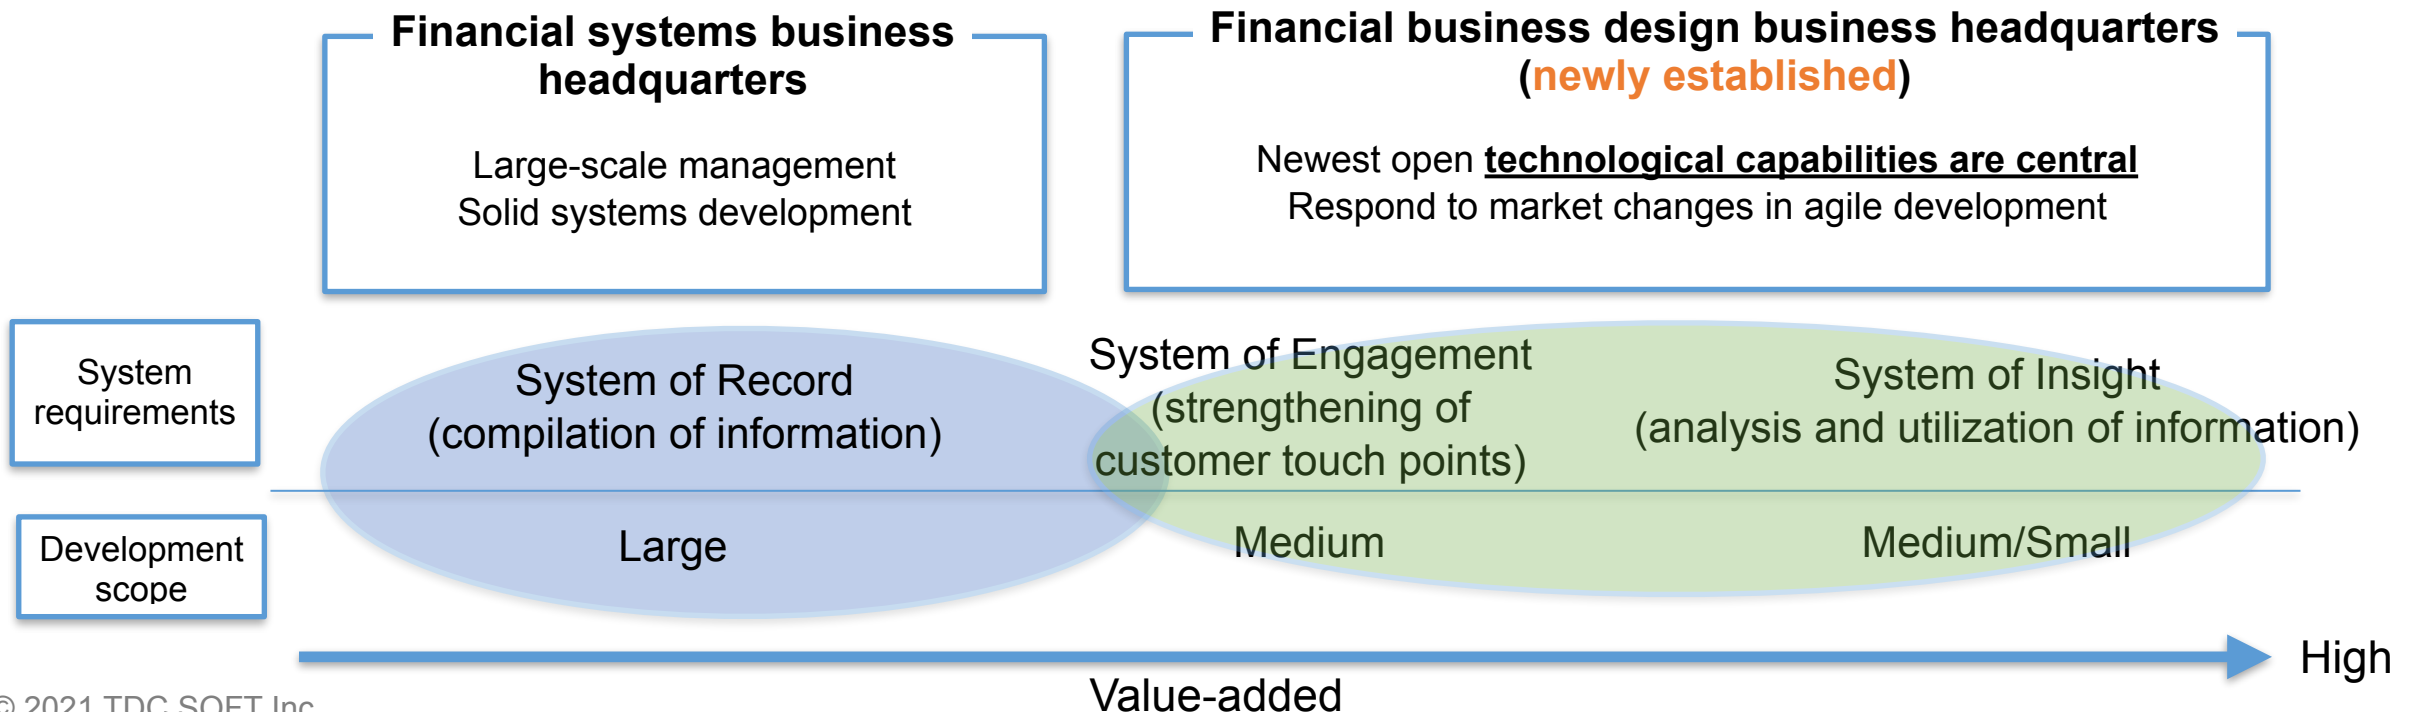 Financial systems business
headquarters
Large-scale management
Solid systems development
Financial business design business headquarters
(newly established)
Newest open technological capabilities are central
Respond to market changes in agile development
System
requirements
System of Record
(compilation of information)
System of Engagement
(strengthening of
customer touch points)
System of Insight
(analysis and utilization of information)
Development
scope
Large
Medium
Medium/Small
High
Value-added
© 2021 TDC SOFT Inc